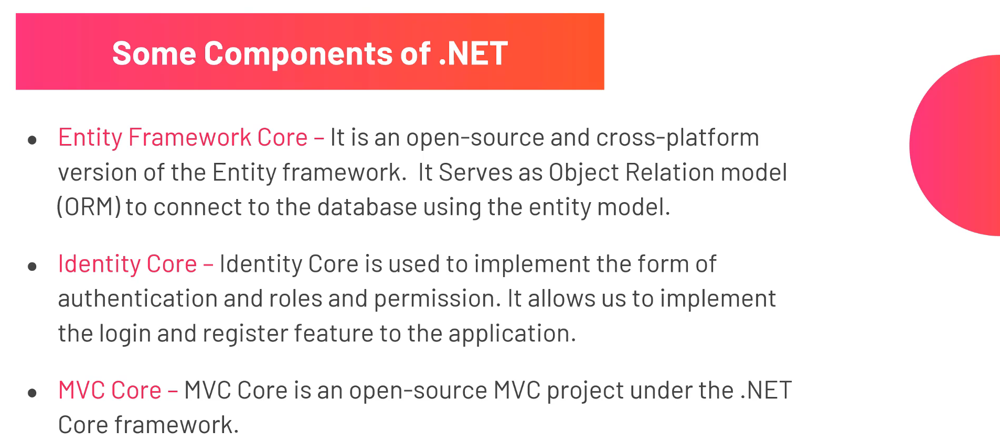 Some Components of .NET
• Entity Framework Core – It is an open-source and cross-platform
version of the Entity framework.  It Serves as Object Relation model
(ORM) to connect to the database using the entity model.
• Identity Core – Identity Core is used to implement the form of
authentication and roles and permission. It allows us to implement
the login and register feature to the application.
• MVC Core – MVC Core is an open-source MVC project under the .NET
Core framework.